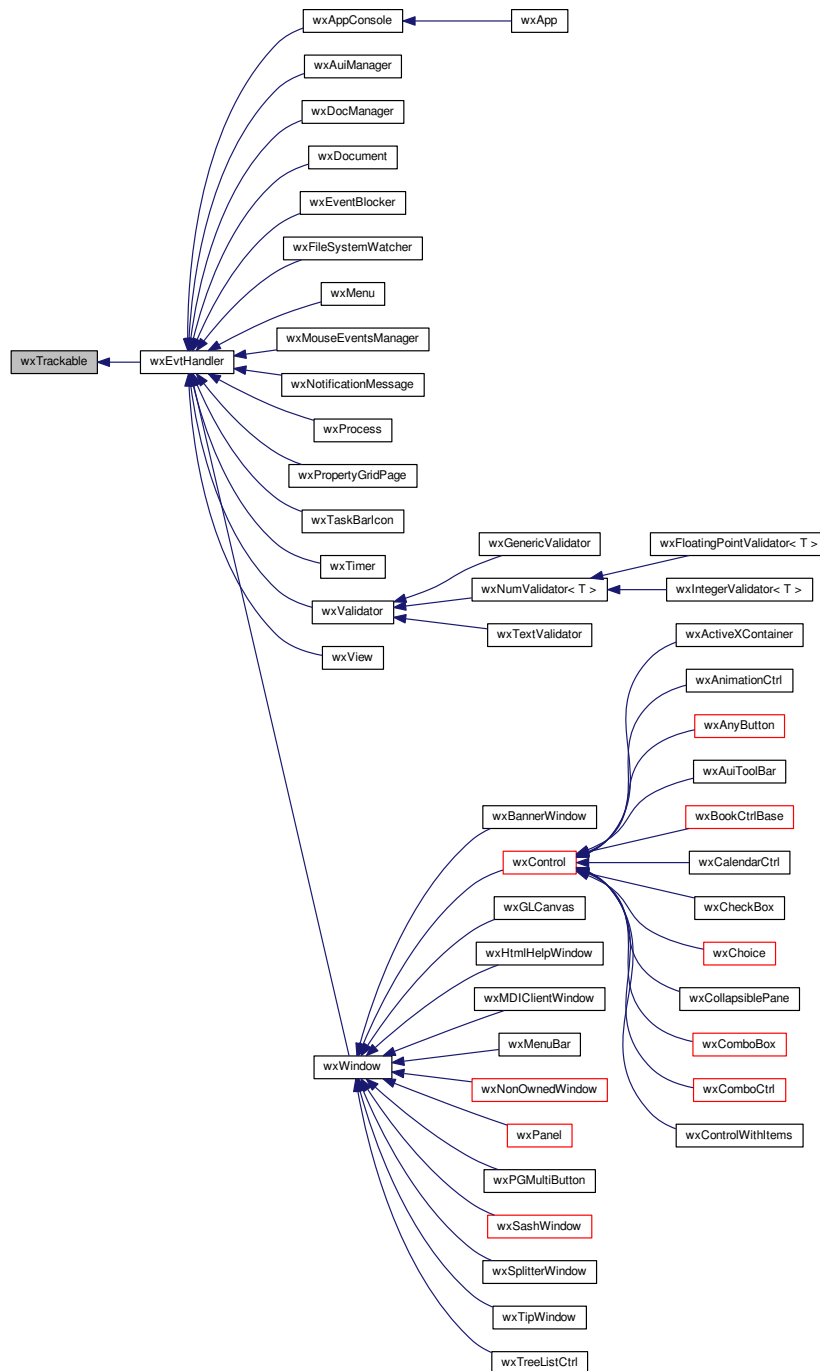 wxAppConsole
wxApp
wxAuiManager
wxDocManager
wxDocument
wxEventBlocker
wxFileSystemWatcher
wxMenu
wxMouseEventsManager
wxTrackable
wxEvtHandler
wxNotificationMessage
wxProcess
wxPropertyGridPage
wxTaskBarIcon
wxTimer
wxValidator
wxView
wxGenericValidator
wxNumValidator< T >
wxTextValidator
wxFloatingPointValidator< T >
wxIntegerValidator< T >
wxWindow
wxBannerWindow
wxControl
wxGLCanvas
wxHtmlHelpWindow
wxMDIClientWindow
wxMenuBar
wxNonOwnedWindow
wxPanel
wxPGMultiButton
wxSashWindow
wxSplitterWindow
wxTipWindow
wxTreeListCtrl
wxActiveXContainer
wxAnimationCtrl
wxAnyButton
wxAuiToolBar
wxBookCtrlBase
wxCalendarCtrl
wxCheckBox
wxChoice
wxCollapsiblePane
wxComboBox
wxComboCtrl
wxControlWithItems